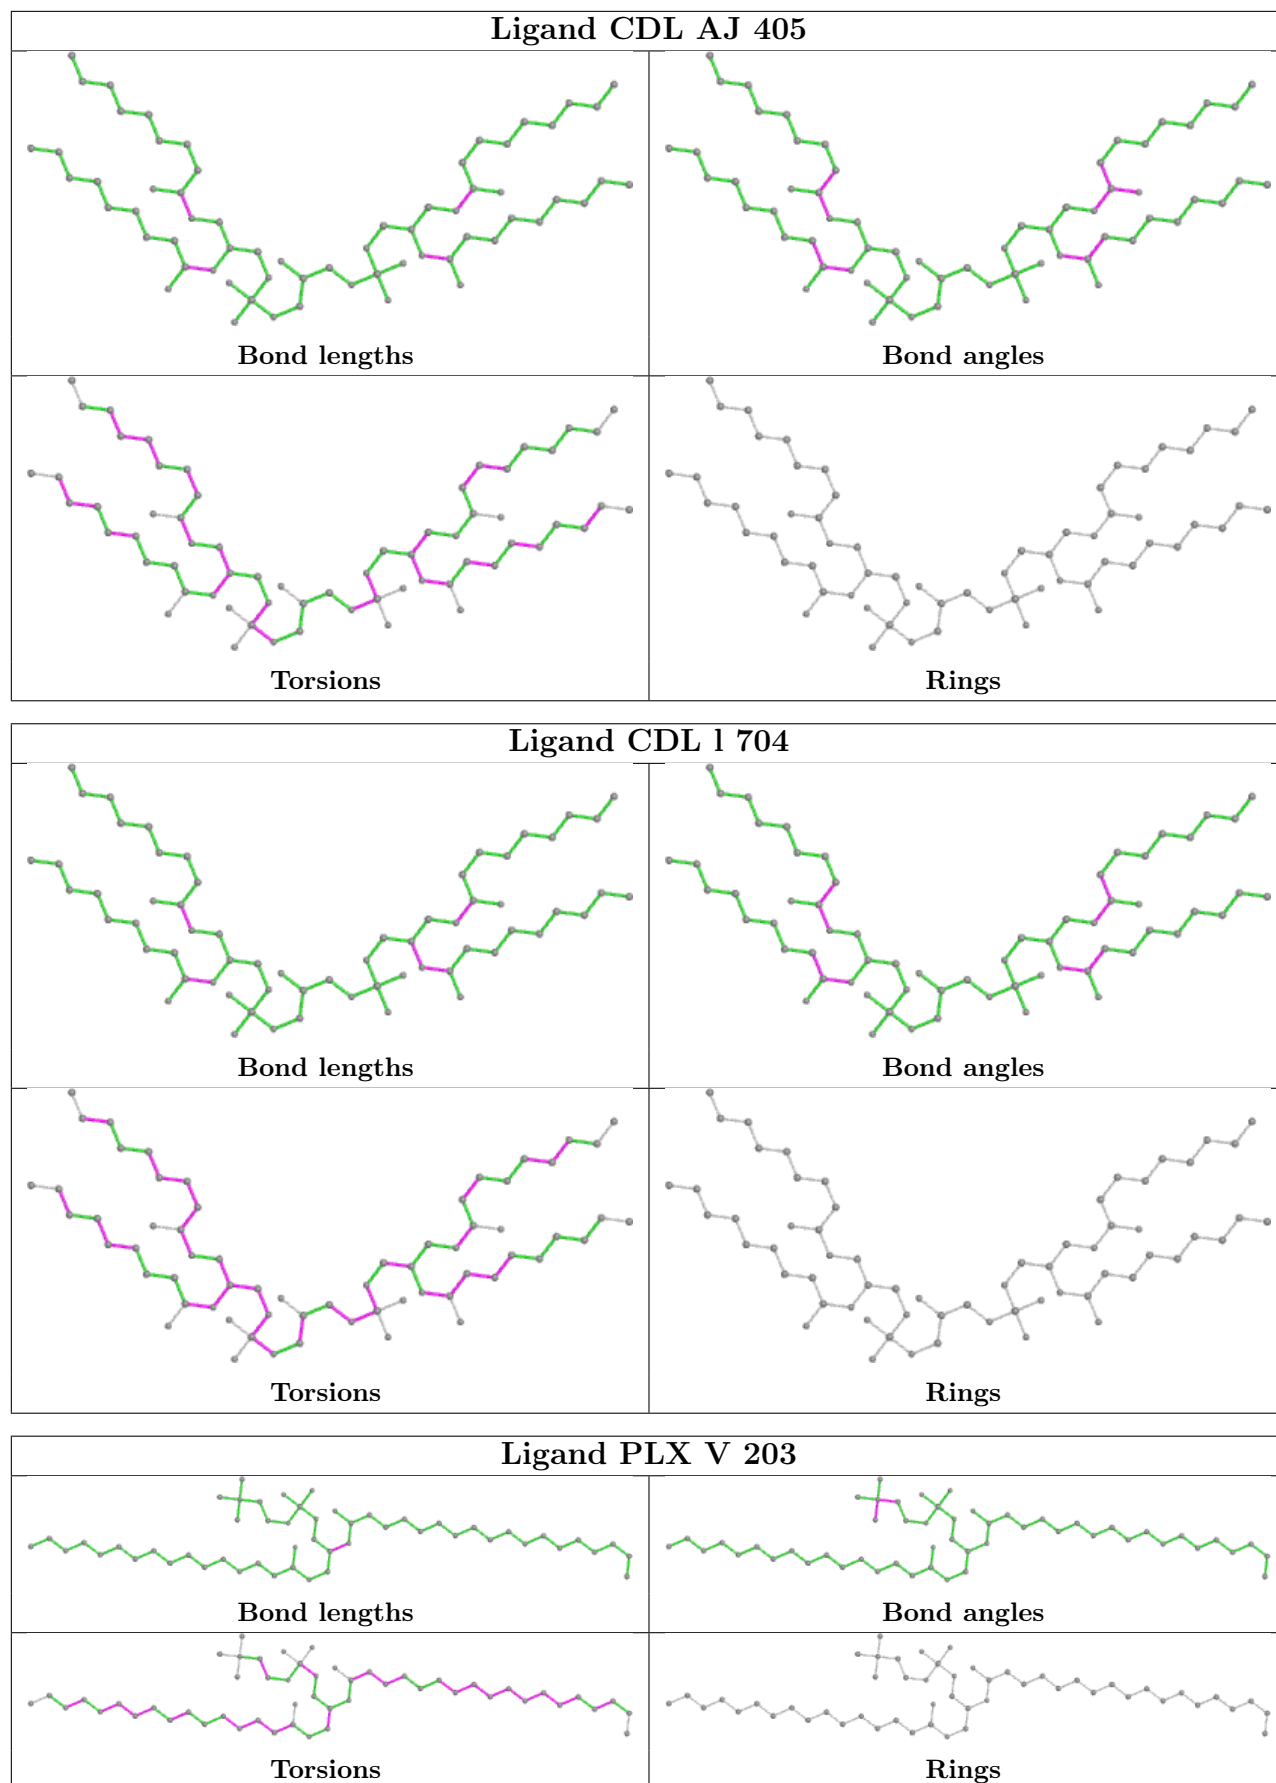 Ligand CDL AJ 405
Bond lengths
Bond angles
Torsions
Rings
Ligand CDL l 704
Bond lengths
Bond angles
Torsions
Rings
Ligand PLX V 203
Bond lengths
Bond angles
Torsions
Rings